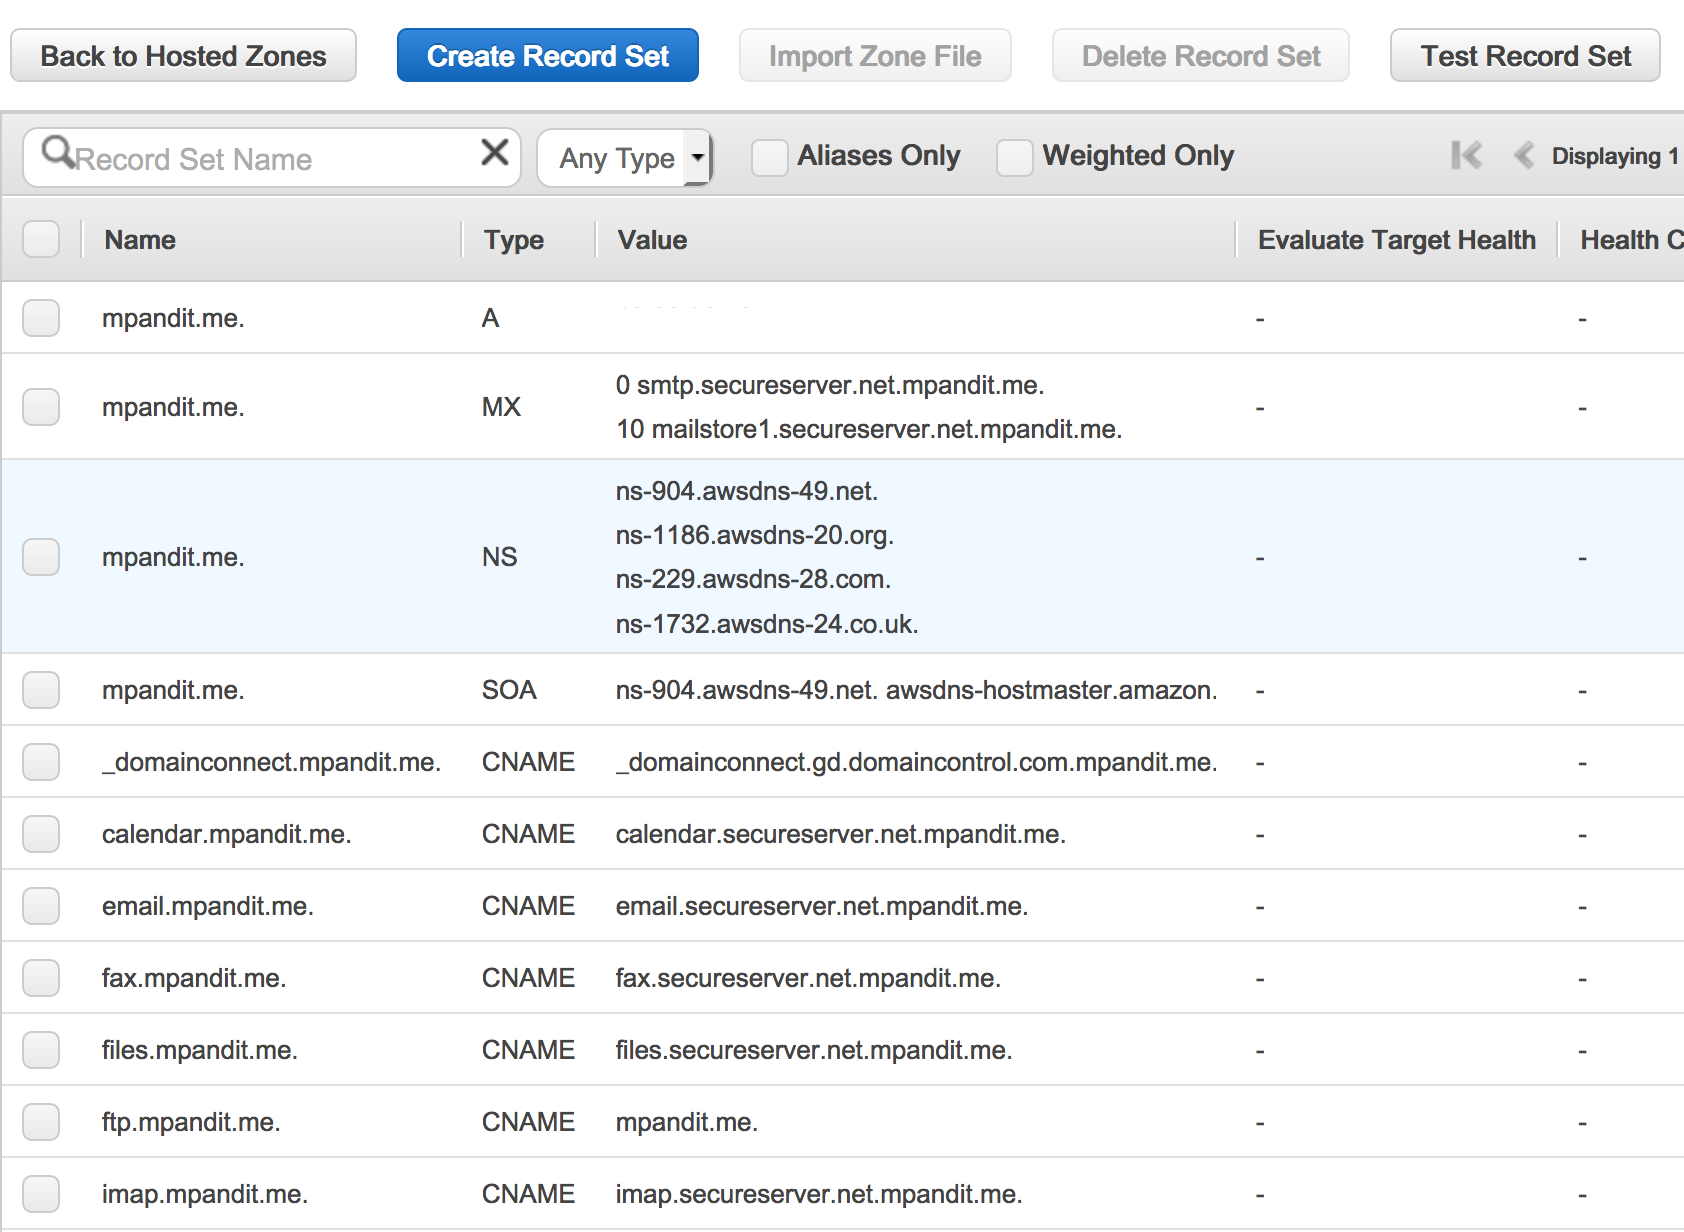 Back to Hosted Zones Create Record Set Import Zone File Delete Record Set Test Record Set
Record Set Name Any Type Aliases Only Weighted Only Displaying 1
Name Type Value Evaluate Target Health Health C
mpandit.me. A - -
mpandit.me. MX 0 smtp.secureserver.net.mpandit.me. - -
10 mailstore1.secureserver.net.mpandit.me.
mpandit.me. NS ns-904.awsdns-49.net. - -
ns-1186.awsdns-20.org.
ns-229.awsdns-28.com.
ns-1732.awsdns-24.co.uk.
mpandit.me. SOA ns-904.awsdns-49.net. awsdns-hostmaster.amazon. - -
_domainconnect.mpandit.me. CNAME _domainconnect.gd.domaincontrol.com.mpandit.me. - -
calendar.mpandit.me. CNAME calendar.secureserver.net.mpandit.me. - -
email.mpandit.me. CNAME email.secureserver.net.mpandit.me. - -
fax.mpandit.me. CNAME fax.secureserver.net.mpandit.me. - -
files.mpandit.me. CNAME files.secureserver.net.mpandit.me. - -
ftp.mpandit.me. CNAME mpandit.me. - -
imap.mpandit.me. CNAME imap.secureserver.net.mpandit.me. - -